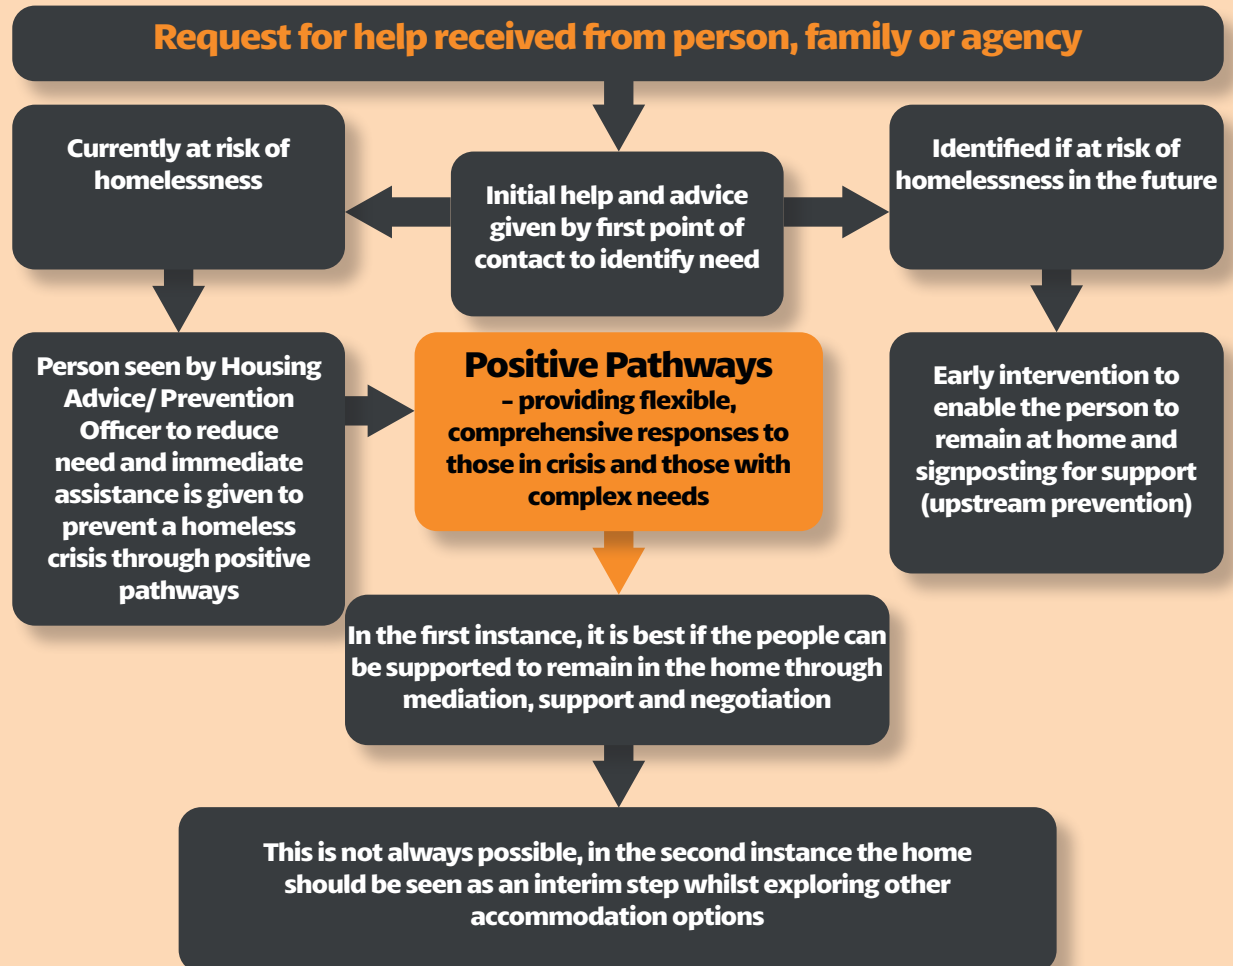 Request for help received from person, family or agency
Currently at risk of
homelessness
Initial help and advice
given by first point of
contact to identify need
Identified if at risk of
homelessness in the future
Person seen by Housing
Advice/ Prevention
Officer to reduce
need and immediate
assistance is given to
prevent a homeless
crisis through positive
pathways
Positive Pathways
– providing flexible,
comprehensive responses to
those in crisis and those with
complex needs
Early intervention to
enable the person to
remain at home and
signposting for support
(upstream prevention)
In the first instance, it is best if the people can
be supported to remain in the home through
mediation, support and negotiation
This is not always possible, in the second instance the home
should be seen as an interim step whilst exploring other
accommodation options